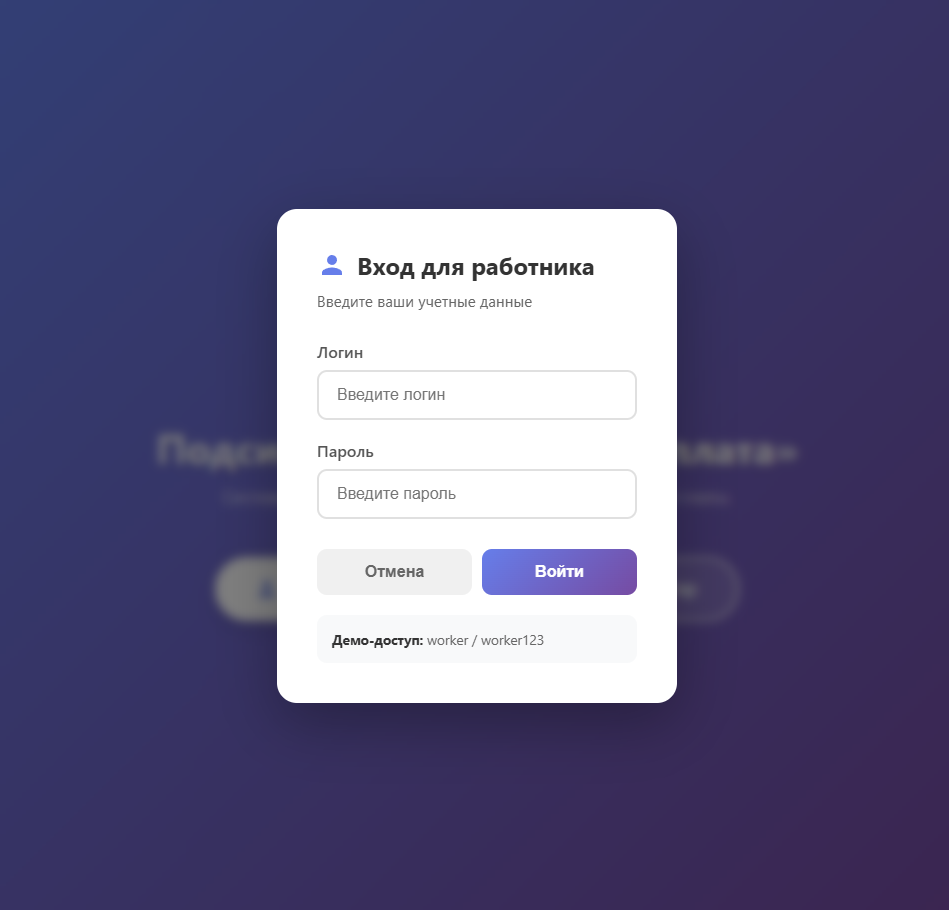 Вход для работника
Введите ваши учетные данные
Логин
Введите логин
Пароль
Введите пароль
Отмена
Войти
Демо-доступ: worker / worker123